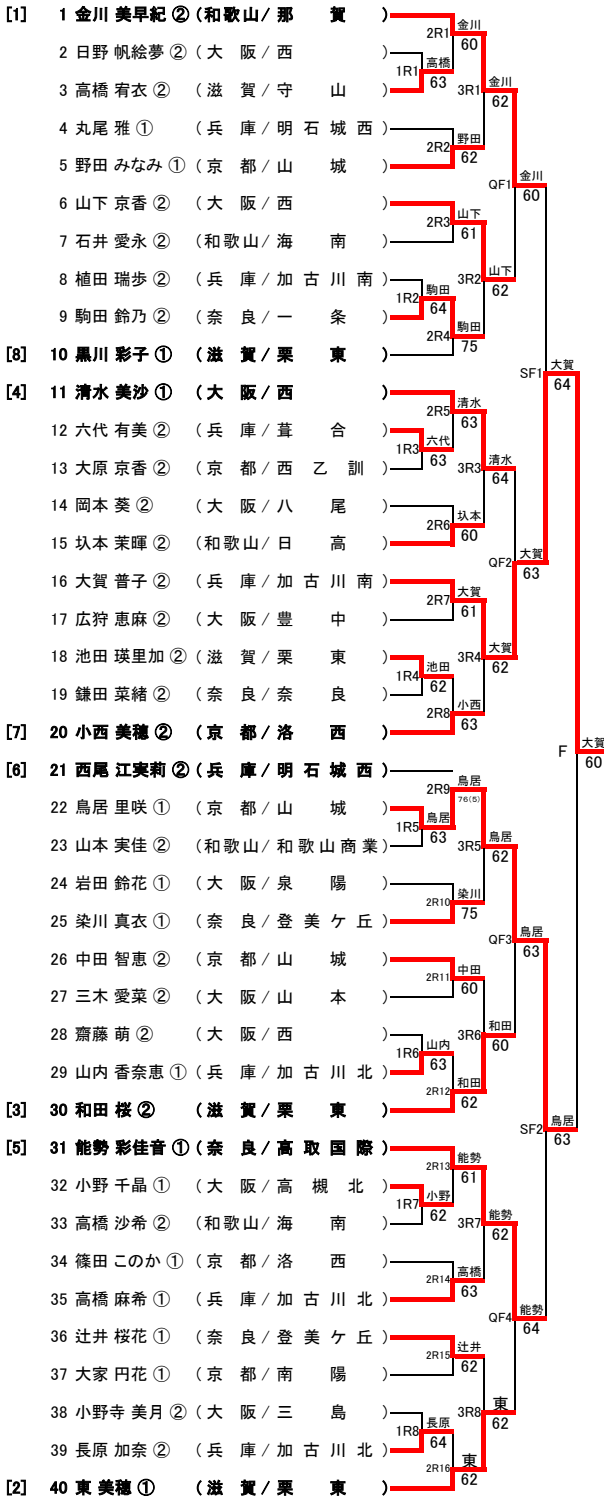 [1] 1 金川 美早紀 ② (和歌山/那賀)
2R1 金川 60
2 日野 帆絵夢 ② (大阪/西)
1R1 高橋 63
3R1 金川 62
3 高橋 宥衣 ② (滋賀/守山)
4 丸尾 雅 ① (兵庫/明石城西)
2R2 野田 62
5 野田 みなみ ① (京都/山城)
QF1 金川 60
6 山下 京香 ② (大阪/西)
2R3 山下 61
7 石井 愛永 ② (和歌山/海南)
3R2 山下 62
8 植田 瑞歩 ② (兵庫/加古川南)
1R2 駒田 64
9 駒田 鈴乃 ② (奈良/一条)
2R4 駒田 75
[8] 10 黒川 彩子 ① (滋賀/栗東)
SF1 大賀 64
[4] 11 清水 美沙 ① (大阪/西)
2R5 清水 63
12 六代 有美 ② (兵庫/葺合)
1R3 六代 63
3R3 清水 64
13 大原 京香 ② (京都/西乙訓)
14 岡本 葵 ② (大阪/八尾)
2R6 圦本 60
15 圦本 茉暉 ② (和歌山/日高)
QF2 大賀 63
16 大賀 普子 ② (兵庫/加古川南)
2R7 大賀 61
17 広狩 恵麻 ② (大阪/豊中)
3R4 大賀 62
18 池田 瑛里加 ② (滋賀/栗東)
1R4 池田 62
19 鎌田 菜緒 ② (奈良/奈良)
2R8 小西 63
[7] 20 小西 美穂 ② (京都/洛西)
F 大賀 60
[6] 21 西尾 江実莉 ② (兵庫/明石城西)
2R9 鳥居 76(5)
22 鳥居 里咲 ① (京都/山城)
1R5 鳥居 63
3R5 鳥居 62
23 山本 実佳 ② (和歌山/和歌山商業)
24 岩田 鈴花 ① (大阪/泉陽)
2R10 染川 75
25 染川 真衣 ① (奈良/登美ケ丘)
QF3 鳥居 63
26 中田 智恵 ② (京都/山城)
2R11 中田 60
27 三木 愛菜 ② (大阪/山本)
3R6 和田 60
28 齋藤 萌 ② (大阪/西)
1R6 山内 63
29 山内 香奈恵 ① (兵庫/加古川北)
2R12 和田 62
[3] 30 和田 桜 ② (滋賀/栗東)
SF2 鳥居 63
[5] 31 能勢 彩佳音 ① (奈良/高取国際)
2R13 能勢 61
32 小野 千晶 ① (大阪/高槻北)
1R7 小野 62
3R7 能勢 62
33 高橋 沙希 ② (和歌山/海南)
34 篠田 このか ① (京都/洛西)
2R14 高橋 63
35 高橋 麻希 ① (兵庫/加古川北)
QF4 能勢 64
36 辻井 桜花 ① (奈良/登美ケ丘)
2R15 辻井 62
37 大家 円花 ① (京都/南陽)
3R8 東 62
38 小野寺 美月 ② (大阪/三島)
1R8 長原 64
39 長原 加奈 ② (兵庫/加古川北)
2R16 東 62
[2] 40 東 美穂 ① (滋賀/栗東)